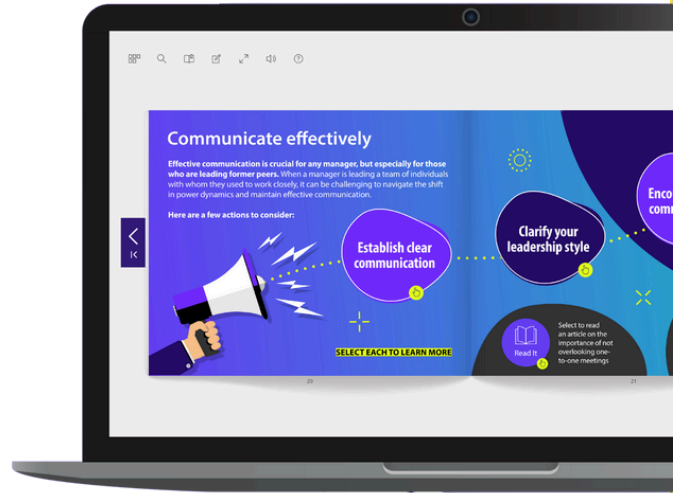 Communicate effectively
Effective communication is crucial for any manager, but especially for those
who are leading former peers. When a manager is leading a team of individuals
with whom they used to work closely, it can be challenging to navigate the shift
in power dynamics and maintain effective communication.
Here are a few actions to consider:
Establish clear
communication
SELECT EACH TO LEARN MORE
20
Clarify your
leadership style
Read It
Select to read
an article on the
importance of not
overlooking one-
to-one meetings
21